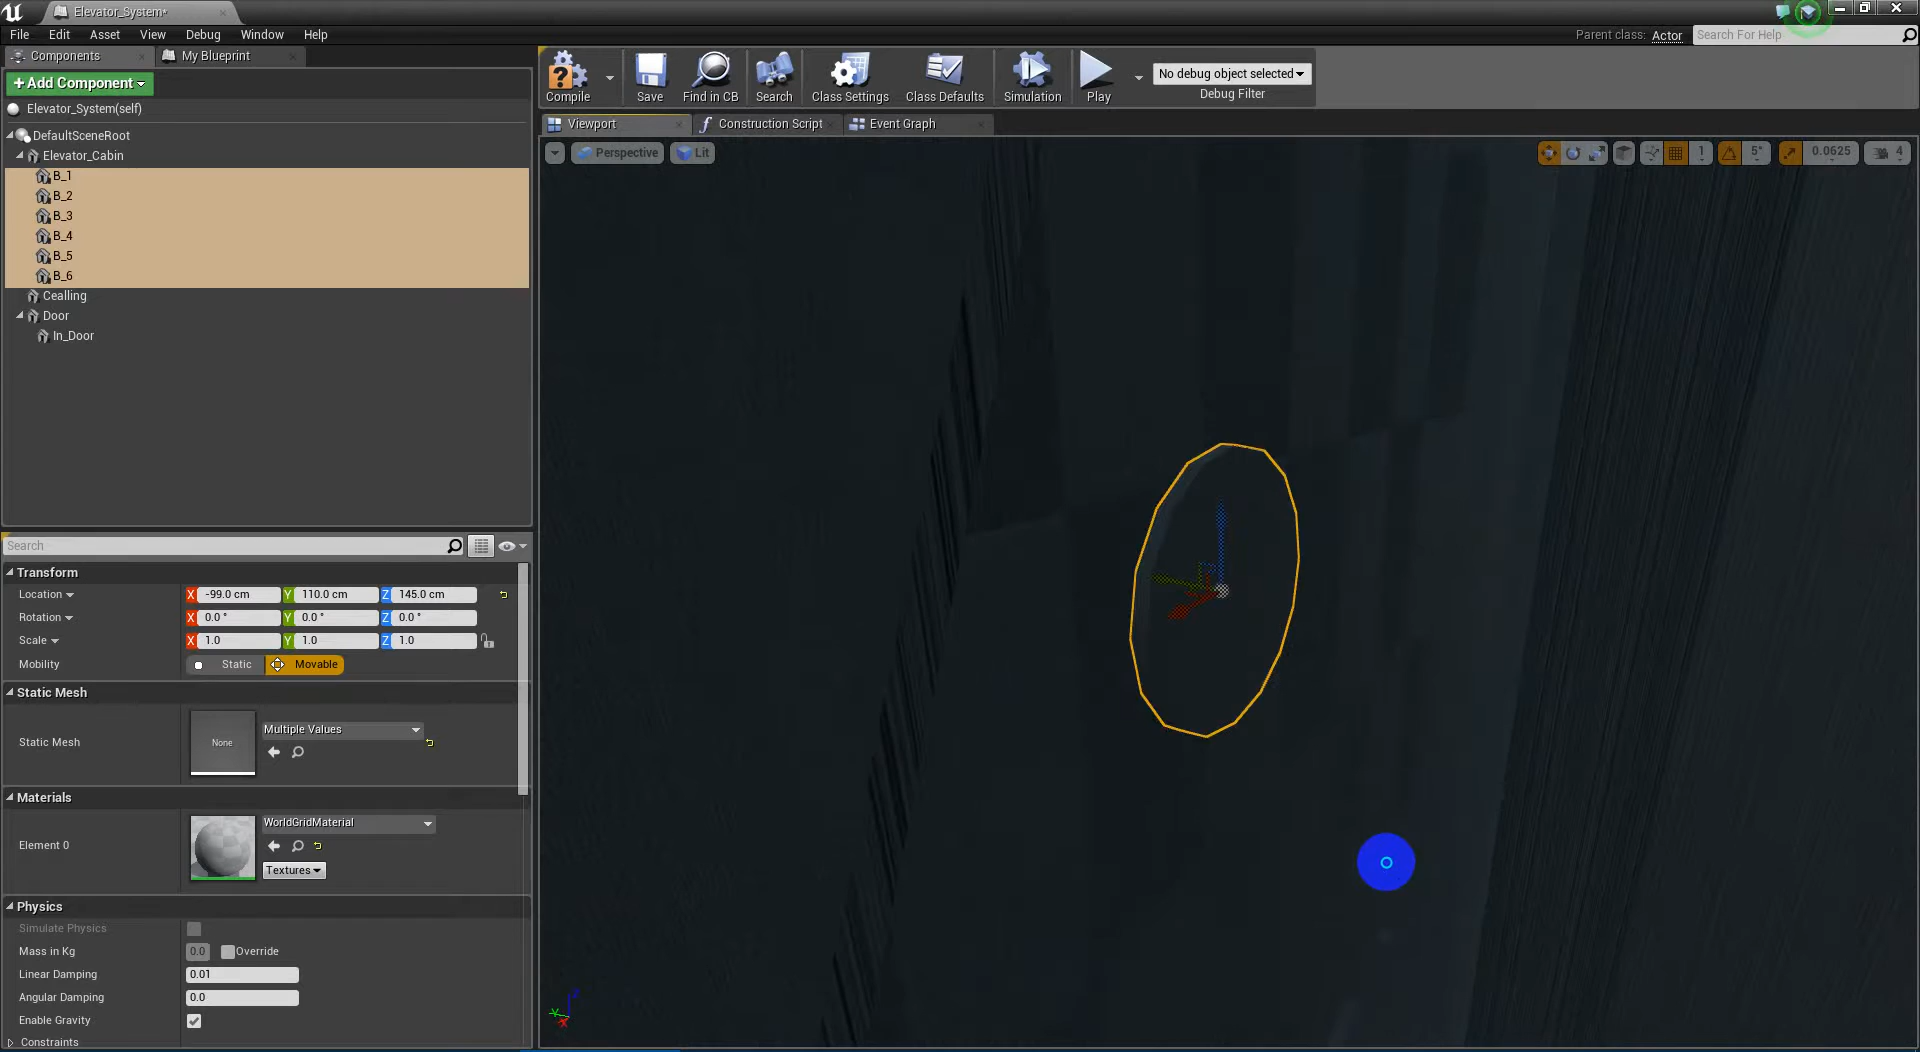 Elevator_System*
File Edit Asset View Debug Window Help
Parent class: Actor Search For Help
Components My Blueprint
+Add Component
Elevator_System(self)
DefaultSceneRoot
Elevator_Cabin
B_1
B_2
B_3
B_4
B_5
B_6
Cealling
Door
In_Door
Compile Save Find in CB Search Class Settings Class Defaults Simulation Play
No debug object selected
Debug Filter
Viewport Construction Script Event Graph
Perspective Lit
1 5° 0.0625 4
Search
Transform
Location X -99.0 cm Y 110.0 cm Z 145.0 cm
Rotation X 0.0 ° Y 0.0 ° Z 0.0 °
Scale X 1.0 Y 1.0 Z 1.0
Mobility Static Movable
Static Mesh
Static Mesh None Multiple Values
Materials
Element 0 WorldGridMaterial
Textures
Physics
Simulate Physics
Mass in Kg 0.0 Override
Linear Damping 0.01
Angular Damping 0.0
Enable Gravity
Constraints